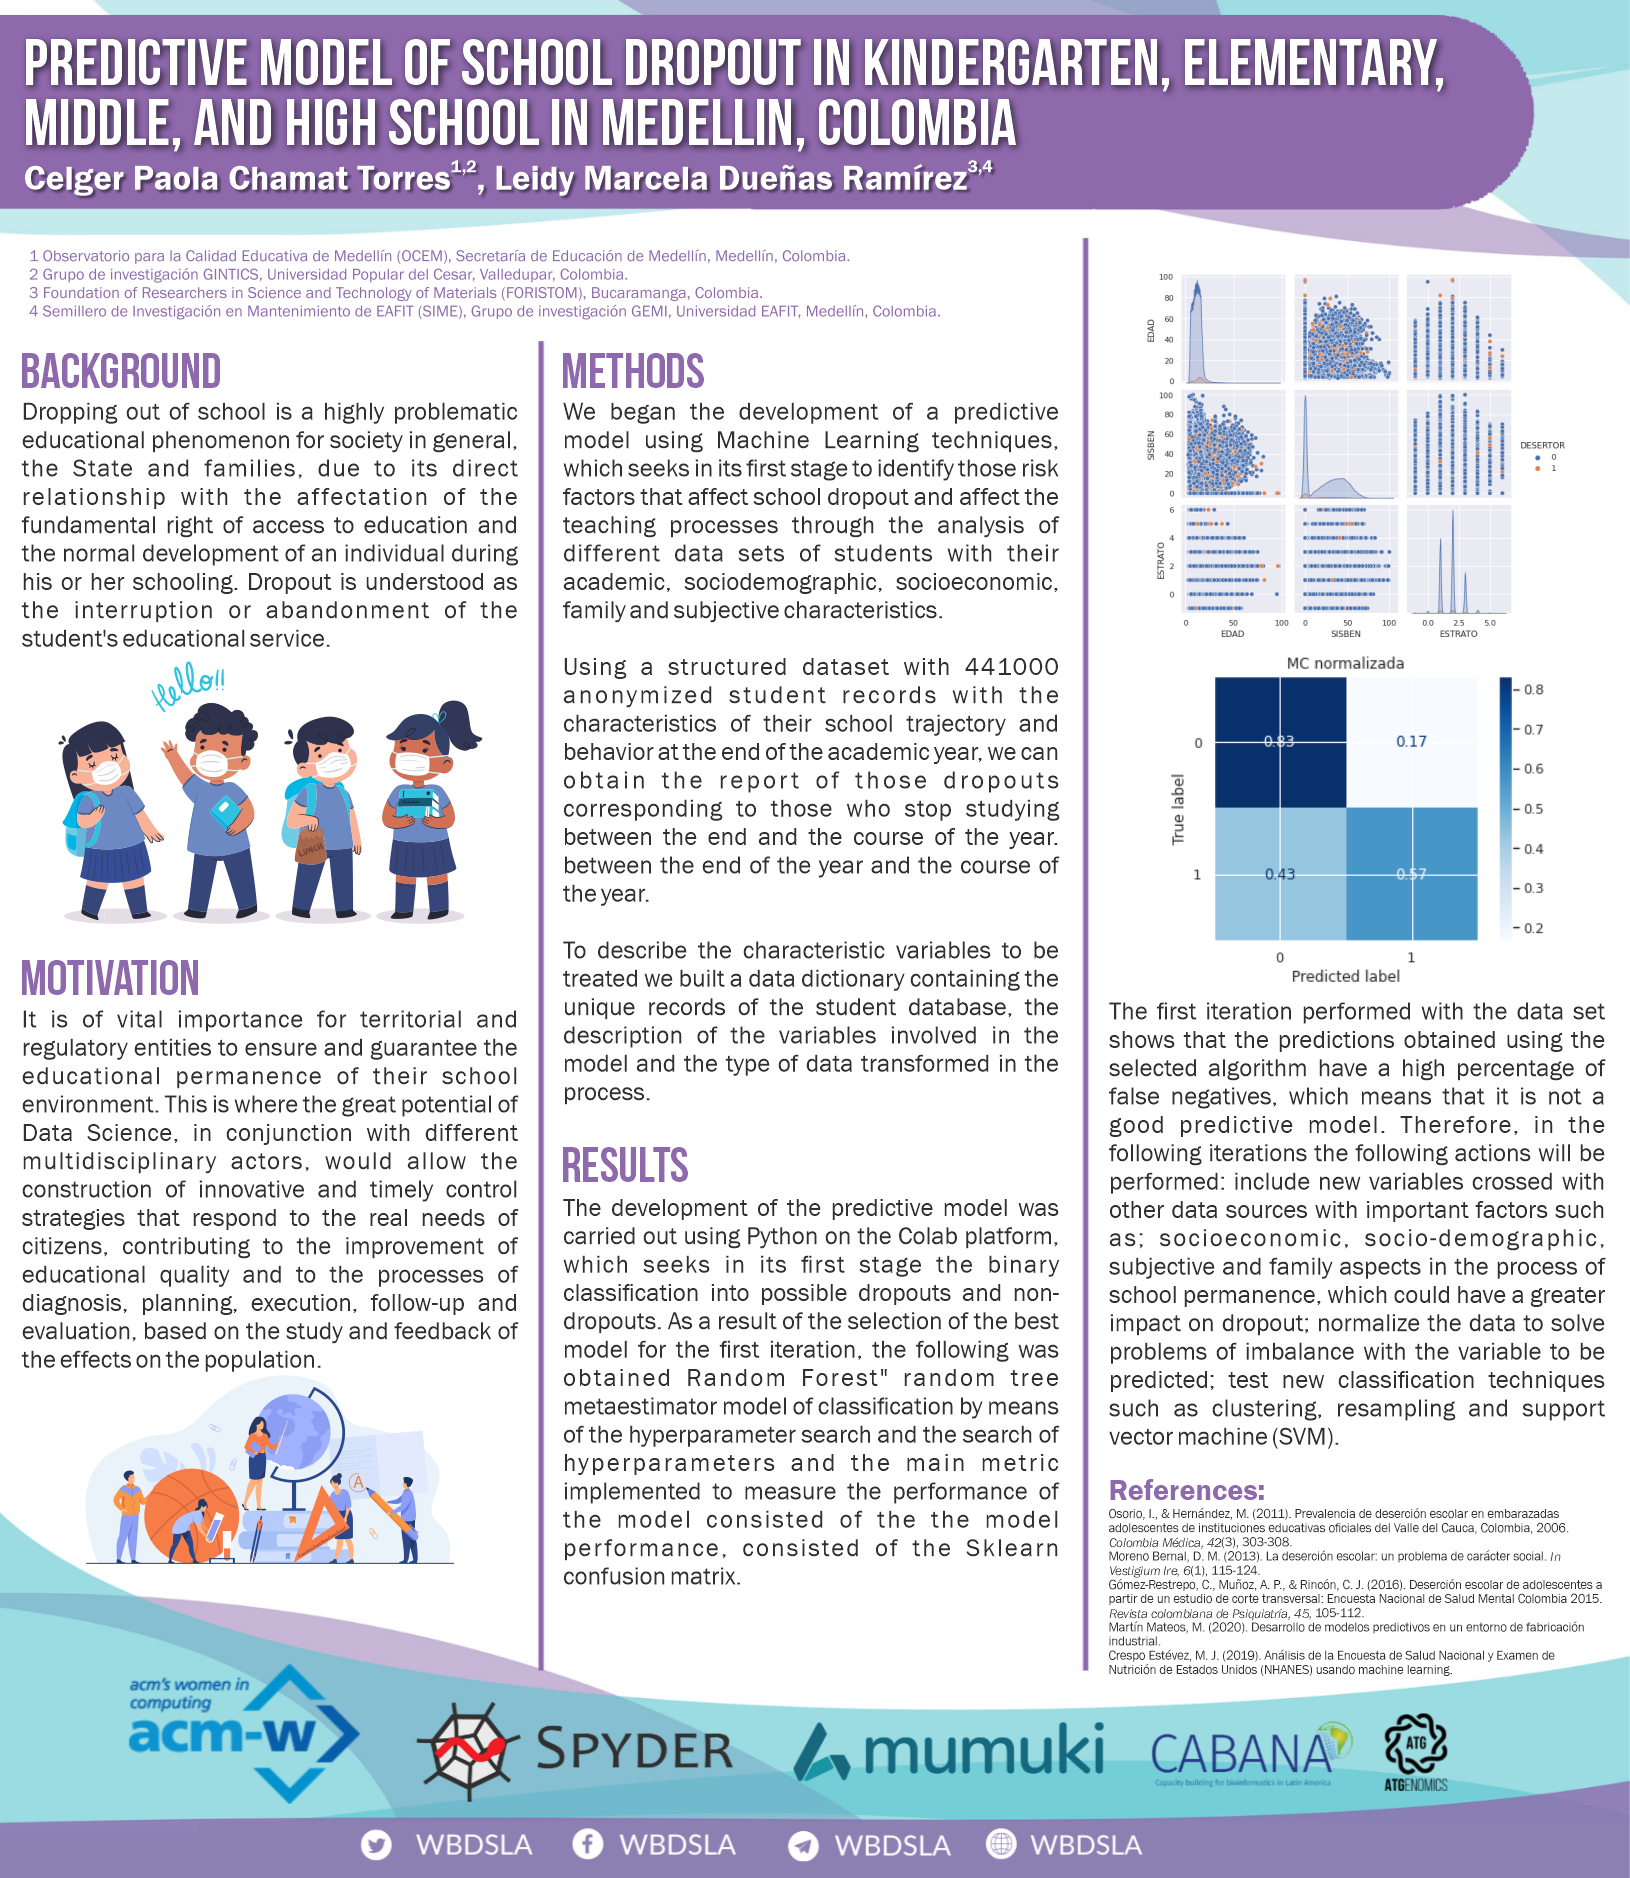 PREDICTIVE MODEL OF SCHOOL DROPOUT IN KINDERGARTEN, ELEMENTARY,
MIDDLE, AND HIGH SCHOOL IN MEDELLIN, COLOMBIA
Celger Paola Chamat Torres1,2, Leidy Marcela Dueñas Ramírez3,4
1 Observatorio para la Calidad Educativa de Medellín (OCEM), Secretaría de Educación de Medellín, Medellín, Colombia.
2 Grupo de investigación GINTICS, Universidad Popular del Cesar, Valledupar, Colombia.
3 Foundation of Researchers in Science and Technology of Materials (FORISTOM), Bucaramanga, Colombia.
4 Semillero de Investigación en Mantenimiento de EAFIT (SIME), Grupo de investigación GEMI, Universidad EAFIT, Medellín, Colombia.
BACKGROUND
Dropping out of school is a highly problematic
educational phenomenon for society in general,
the State and families, due to its direct
relationship with the affectation of the
fundamental right of access to education and
the normal development of an individual during
his or her schooling. Dropout is understood as
the interruption or abandonment of the
student's educational service.
Hello!!
LUNCH
MOTIVATION
It is of vital importance for territorial and
regulatory entities to ensure and guarantee the
educational permanence of their school
environment. This is where the great potential of
Data Science, in conjunction with different
multidisciplinary actors, would allow the
construction of innovative and timely control
strategies that respond to the real needs of
citizens, contributing to the improvement of
educational quality and to the processes of
diagnosis, planning, execution, follow-up and
evaluation, based on the study and feedback of
the effects on the population.
A
METHODS
We began the development of a predictive
model using Machine Learning techniques,
which seeks in its first stage to identify those risk
factors that affect school dropout and affect the
teaching processes through the analysis of
different data sets of students with their
academic, sociodemographic, socioeconomic,
family and subjective characteristics.
Using a structured dataset with 441000
anonymized student records with the
characteristics of their school trajectory and
behavior at the end of the academic year, we can
obtain the report of those dropouts
corresponding to those who stop studying
between the end and the course of the year.
between the end of the year and the course of
the year.
To describe the characteristic variables to be
treated we built a data dictionary containing the
unique records of the student database, the
description of the variables involved in the
model and the type of data transformed in the
process.
RESULTS
The development of the predictive model was
carried out using Python on the Colab platform,
which seeks in its first stage the binary
classification into possible dropouts and non-
dropouts. As a result of the selection of the best
model for the first iteration, the following was
obtained Random Forest" random tree
metaestimator model of classification by means
of the hyperparameter search and the search of
hyperparameters and the main metric
implemented to measure the performance of
the model consisted of the the model
performance, consisted of the Sklearn
confusion matrix.
100
80
60
40
20
0
EDAD
100
80
60
40
20
0
SISBEN
6
4
2
0
ESTRATO
0 50 100 0 50 100 0.0 2.5 5.0
EDAD SISBEN ESTRATO
DESERTOR
0
1
MC normalizada
0 0.83 0.17
1 0.43 0.57
True label
0 1
Predicted label
0.8
0.7
0.6
0.5
0.4
0.3
0.2
The first iteration performed with the data set
shows that the predictions obtained using the
selected algorithm have a high percentage of
false negatives, which means that it is not a
good predictive model. Therefore, in the
following iterations the following actions will be
performed: include new variables crossed with
other data sources with important factors such
as; socioeconomic, socio-demographic,
subjective and family aspects in the process of
school permanence, which could have a greater
impact on dropout; normalize the data to solve
problems of imbalance with the variable to be
predicted; test new classification techniques
such as clustering, resampling and support
vector machine (SVM).
References:
Osorio, I., & Hernández, M. (2011). Prevalencia de deserción escolar en embarazadas
adolescentes de instituciones educativas oficiales del Valle del Cauca, Colombia, 2006.
Colombia Médica, 42(3), 303-308.
Moreno Bernal, D. M. (2013). La deserción escolar: un problema de carácter social. In
Vestigium Ire, 6(1), 115-124.
Gómez-Restrepo, C., Muñoz, A. P., & Rincón, C. J. (2016). Deserción escolar de adolescentes a
partir de un estudio de corte transversal: Encuesta Nacional de Salud Mental Colombia 2015.
Revista colombiana de Psiquiatría, 45, 105-112.
Martín Mateos, M. (2020). Desarrollo de modelos predictivos en un entorno de fabricación
industrial.
Crespo Estévez, M. J. (2019). Análisis de la Encuesta de Salud Nacional y Examen de
Nutrición de Estados Unidos (NHANES) usando machine learning.
acm's women in
computing
acm-w
SPYDER
mumuki
CABANA
Capacity building for bioinformatics in Latin America
ATG
ATGENOMICS
WBDSLA WBDSLA WBDSLA WBDSLA